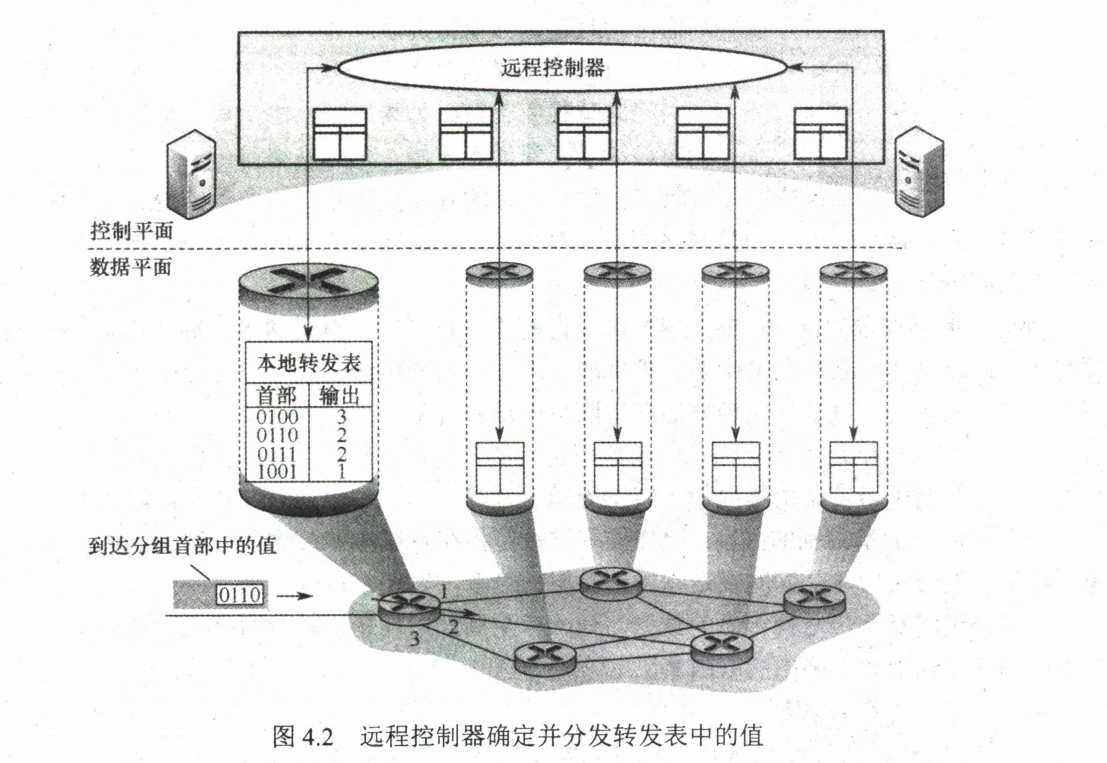 远程控制器
控制平面
数据平面
本地转发表
首部 输出
0100 3
0110 2
0111 2
1001 1
到达分组首部中的值
0110
1
2
3
图 4.2 远程控制器确定并分发转发表中的值